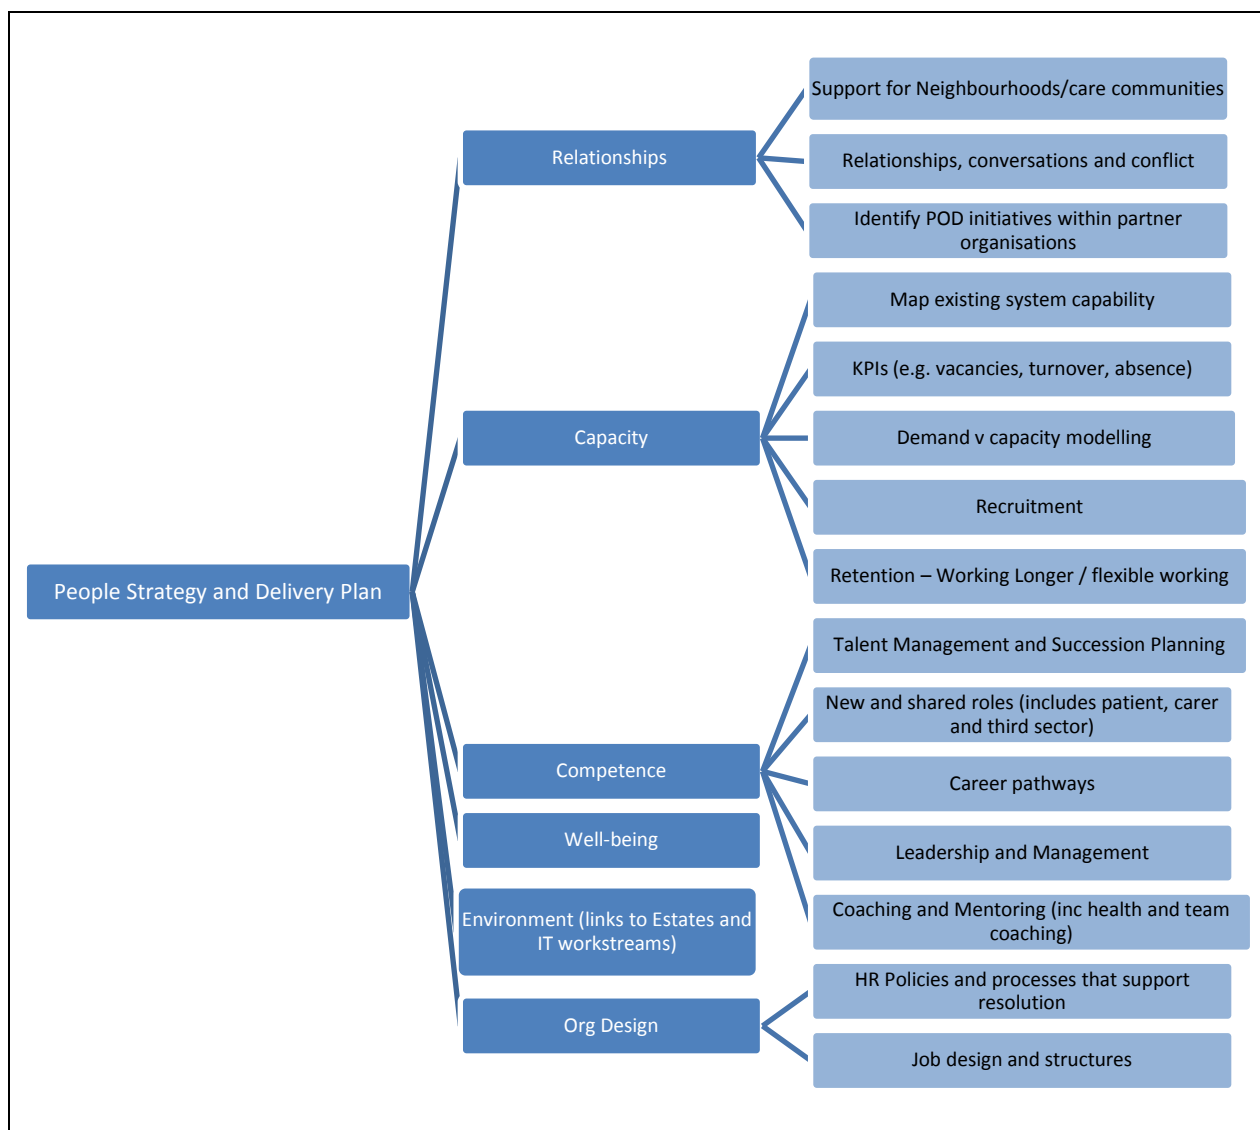 People Strategy and Delivery Plan
Relationships
Support for Neighbourhoods/care communities
Relationships, conversations and conflict
Identify POD initiatives within partner
organisations
Capacity
Map existing system capability
KPIs (e.g. vacancies, turnover, absence)
Demand v capacity modelling
Recruitment
Retention – Working Longer / flexible working
Competence
Talent Management and Succession Planning
New and shared roles (includes patient, carer
and third sector)
Career pathways
Leadership and Management
Coaching and Mentoring (inc health and team
coaching)
Well-being
Environment (links to Estates and
IT workstreams)
Org Design
HR Policies and processes that support
resolution
Job design and structures